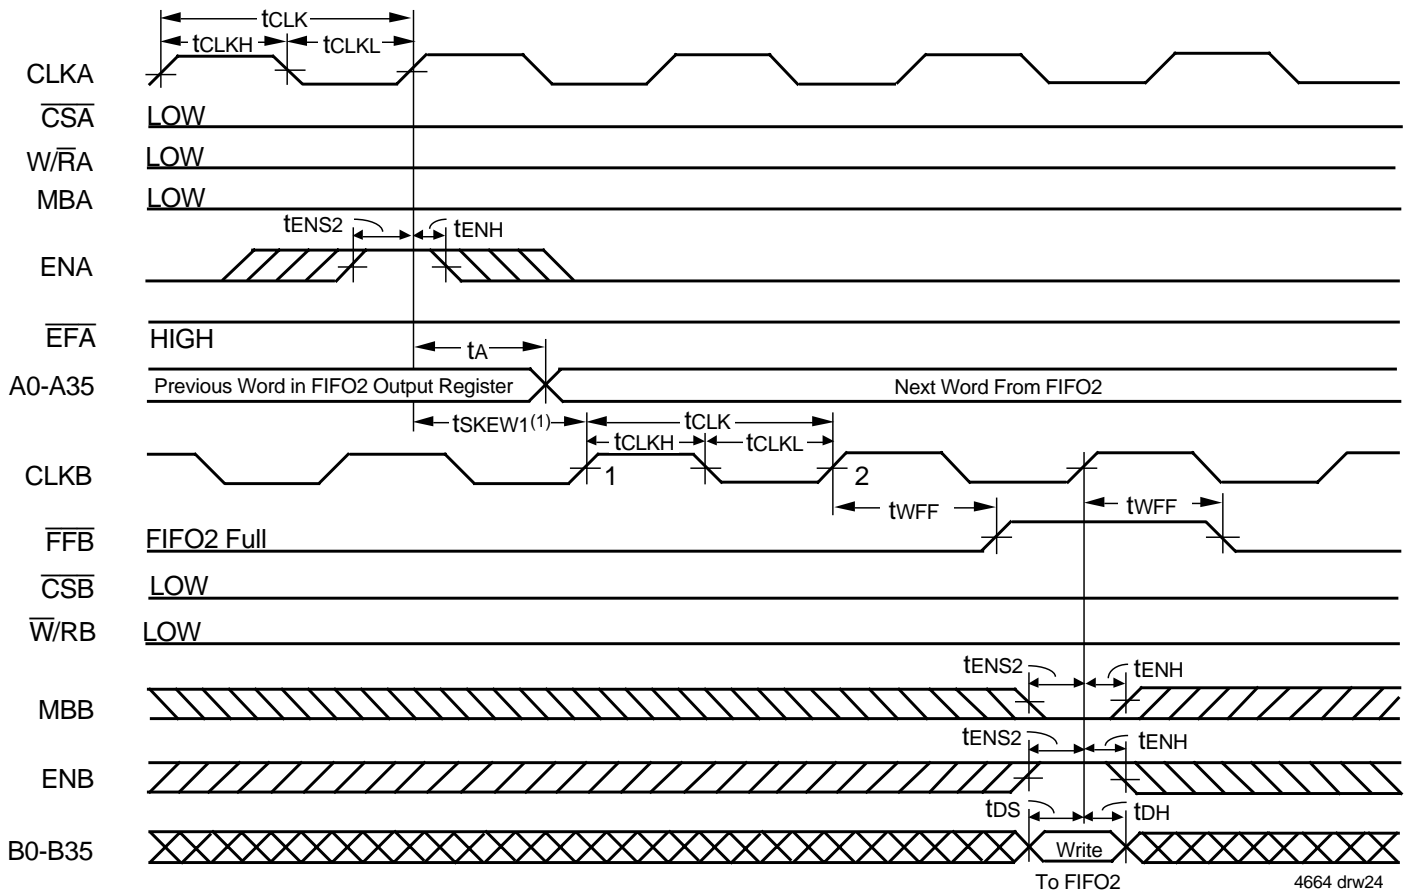 tCLK
tCLKH tCLKL
CLKA
CSA LOW
W/RA LOW
MBA LOW
tENS2 tENH
ENA
EFA HIGH
tA
A0-A35 Previous Word in FIFO2 Output Register Next Word From FIFO2
tSKEW1(1) tCLK
tCLKH tCLKL
CLKB 1 2
tWFF tWFF
FFB FIFO2 Full
CSB LOW
W/RB LOW
tENS2 tENH
MBB
tENS2 tENH
ENB
tDS tDH
B0-B35 Write
To FIFO2 4664 drw24